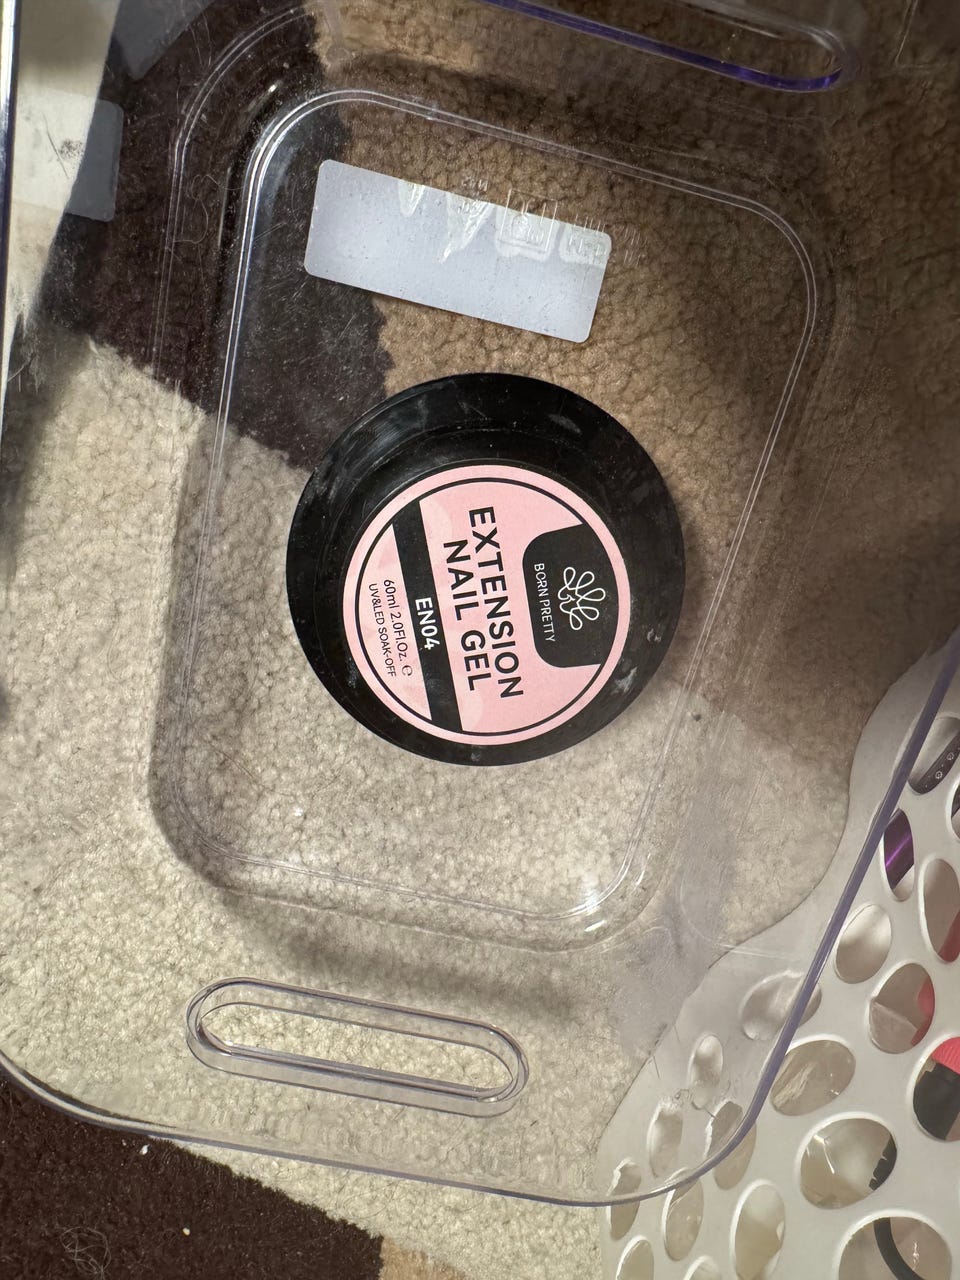 BORN PRETTY
EXTENSION
NAIL GEL
EN04
60ml 2.0Fl.Oz. ℮
UV&LED SOAK-OFF